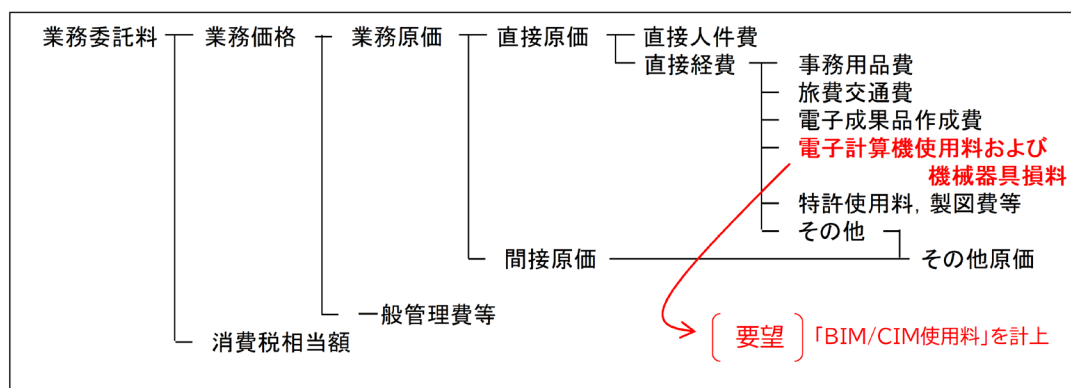 業務委託料 業務価格 業務原価 直接原価 直接人件費
直接経費 事務用品費
旅費交通費
電子成果品作成費
電子計算機使用料および
機械器具損料
特許使用料, 製図費等
その他
間接原価 その他原価
一般管理費等
消費税相当額
要望 「BIM/CIM使用料」を計上